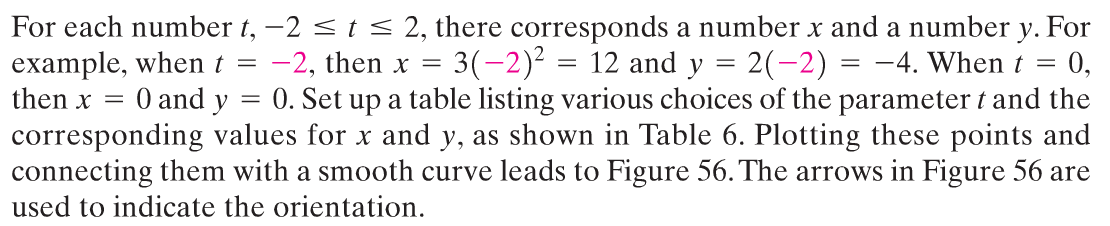 For each number t, −2 ≤ t ≤ 2, there corresponds a number x and a number y. For
example, when t = −2, then x = 3(−2)² = 12 and y = 2(−2) = −4. When t = 0,
then x = 0 and y = 0. Set up a table listing various choices of the parameter t and the
corresponding values for x and y, as shown in Table 6. Plotting these points and
connecting them with a smooth curve leads to Figure 56. The arrows in Figure 56 are
used to indicate the orientation.